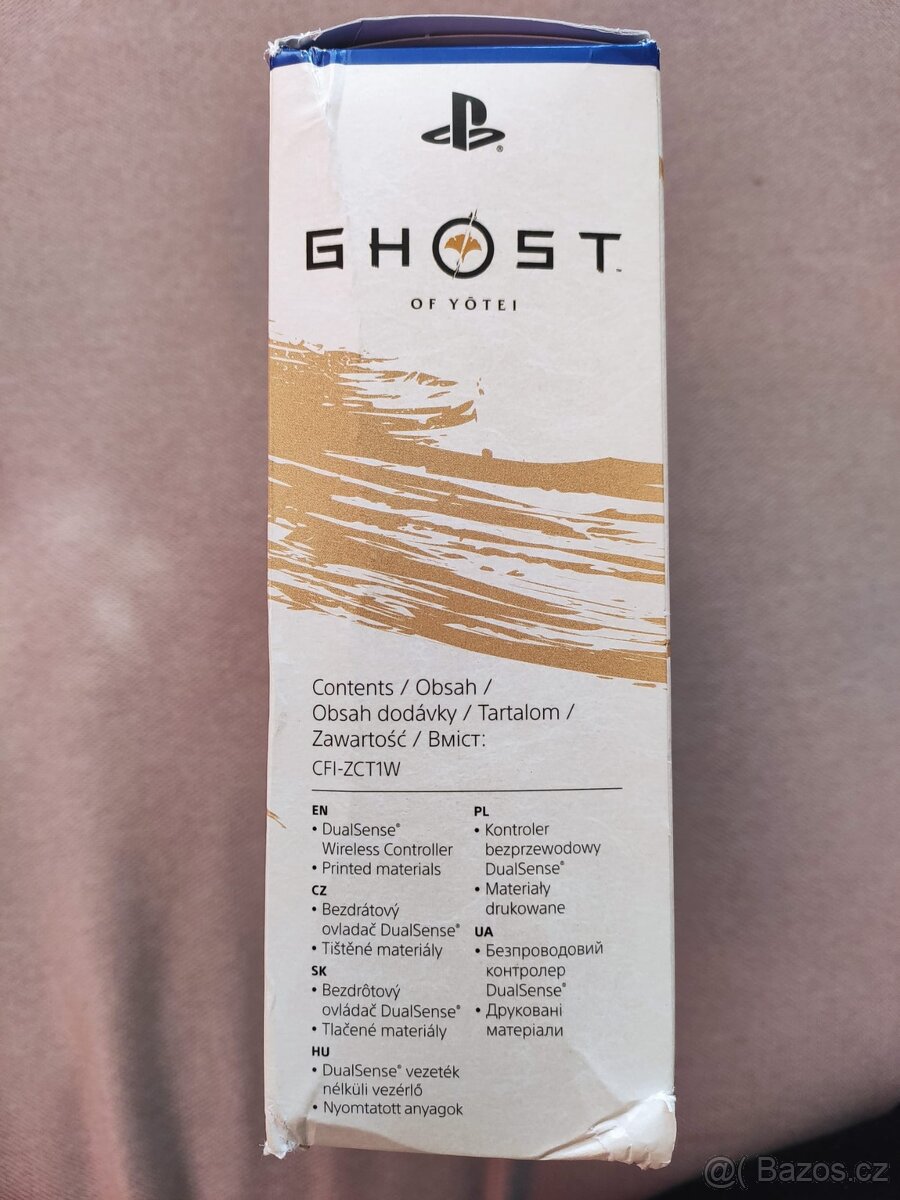 GHOST™
OF YŌTEI
Contents / Obsah /
Obsah dodávky / Tartalom /
Zawartość / Вміст:
CFI-ZCT1W
EN
• DualSense®
Wireless Controller
• Printed materials
CZ
• Bezdrátový
ovladač DualSense®
• Tištěné materiály
SK
• Bezdrôtový
ovládač DualSense®
• Tlačené materiály
HU
• DualSense® vezeték
nélküli vezérlő
• Nyomtatott anyagok
PL
• Kontroler
bezprzewodowy
DualSense®
• Materiały
drukowane
UA
• Безпроводовий
контролер
DualSense®
• Друковані
матеріали
@( Bazos.cz